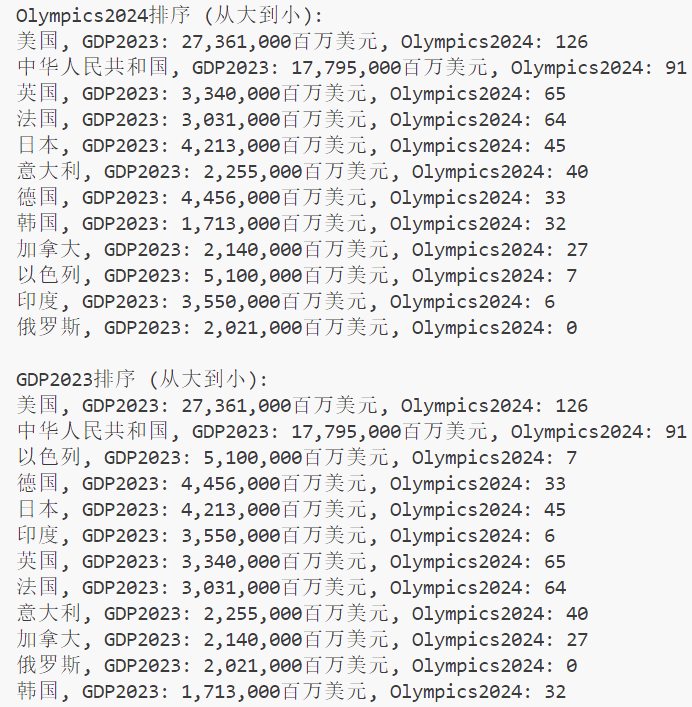 Olympics2024排序 (从大到小):
美国, GDP2023: 27,361,000百万美元, Olympics2024: 126
中华人民共和国, GDP2023: 17,795,000百万美元, Olympics2024: 91
英国, GDP2023: 3,340,000百万美元, Olympics2024: 65
法国, GDP2023: 3,031,000百万美元, Olympics2024: 64
日本, GDP2023: 4,213,000百万美元, Olympics2024: 45
意大利, GDP2023: 2,255,000百万美元, Olympics2024: 40
德国, GDP2023: 4,456,000百万美元, Olympics2024: 33
韩国, GDP2023: 1,713,000百万美元, Olympics2024: 32
加拿大, GDP2023: 2,140,000百万美元, Olympics2024: 27
以色列, GDP2023: 5,100,000百万美元, Olympics2024: 7
印度, GDP2023: 3,550,000百万美元, Olympics2024: 6
俄罗斯, GDP2023: 2,021,000百万美元, Olympics2024: 0
GDP2023排序 (从大到小):
美国, GDP2023: 27,361,000百万美元, Olympics2024: 126
中华人民共和国, GDP2023: 17,795,000百万美元, Olympics2024: 91
以色列, GDP2023: 5,100,000百万美元, Olympics2024: 7
德国, GDP2023: 4,456,000百万美元, Olympics2024: 33
日本, GDP2023: 4,213,000百万美元, Olympics2024: 45
印度, GDP2023: 3,550,000百万美元, Olympics2024: 6
英国, GDP2023: 3,340,000百万美元, Olympics2024: 65
法国, GDP2023: 3,031,000百万美元, Olympics2024: 64
意大利, GDP2023: 2,255,000百万美元, Olympics2024: 40
加拿大, GDP2023: 2,140,000百万美元, Olympics2024: 27
俄罗斯, GDP2023: 2,021,000百万美元, Olympics2024: 0
韩国, GDP2023: 1,713,000百万美元, Olympics2024: 32